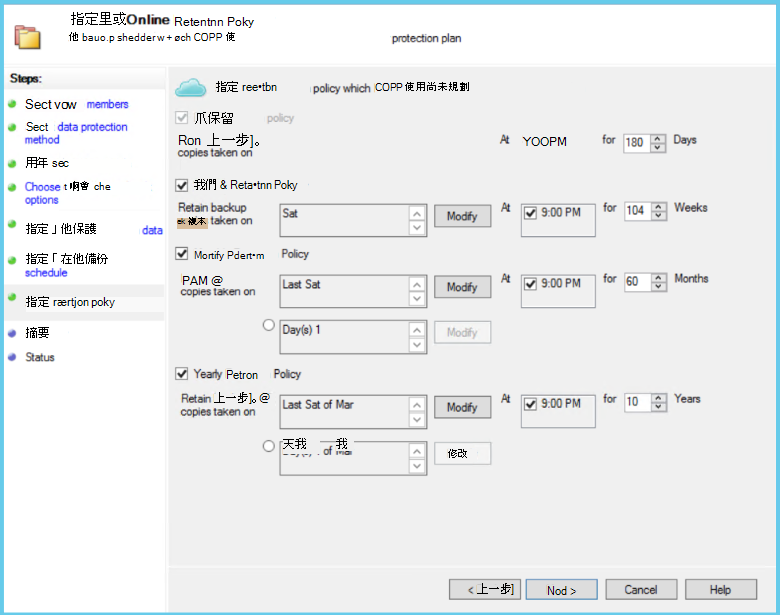 指定里或Online Retentnn Poky
他 bauo.p shedderw + øch COPP 使 protection plan
Steps:
Sect vow members
Sect data protection
method
用年 sec
Choose t 啊會 che
options
指定」他保護 data
指定「在他備份
schedule
指定 rærtjon poky
摘要
Status
指定 ree•tbn policy which COPP 使用尚未規劃
爪保留 policy
Ron 上一步]。
copies taken on
At YOOPM for 180 Days
我們 & Reta•tnn Poky
Retain backup
taken on
Sat
Modify
At 9:00 PM for 104 Weeks
Mortify Pdert•m Policy
PAM @
copies taken on
Last Sat
Modify
At 9:00 PM for 60 Months
Day(s) 1
Modify
Yearly Petron Policy
Retain 上一步]。@
copies taken on
Last Sat of Mar
Modify
At 9:00 PM for 10 Years
天我 我
of Mar
修改
< 上一步]
Nod >
Cancel
Help